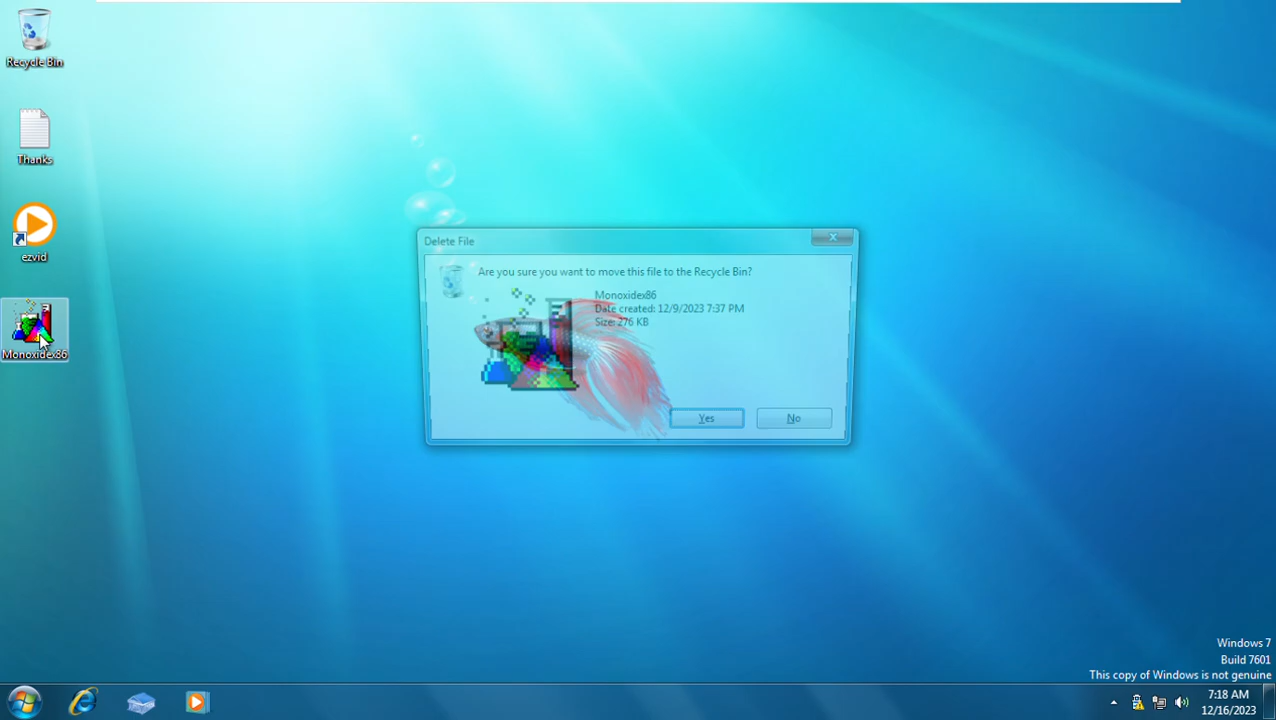 Recycle Bin
Thanks
ezvid
Monoxidex86
Delete File
Are you sure you want to move this file to the Recycle Bin?
Monoxidex86
Date created: 12/9/2023 7:37 PM
Size: 276 KB
Yes
No
Windows 7
Build 7601
This copy of Windows is not genuine
7:18 AM
12/16/2023